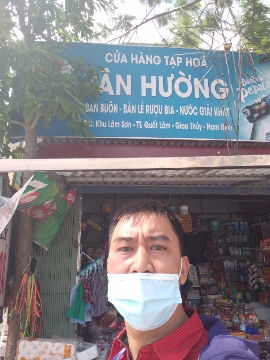 CỬA HÀNG TẠP HOÁ
ÀN HƯỜNG
BÁN BUÔN - BÁN LẺ RƯỢU BIA - NƯỚC GIẢI KHÁT
Khu Lâm Sơn - TT. Quất Lâm - Giao Thủy - Nam Định